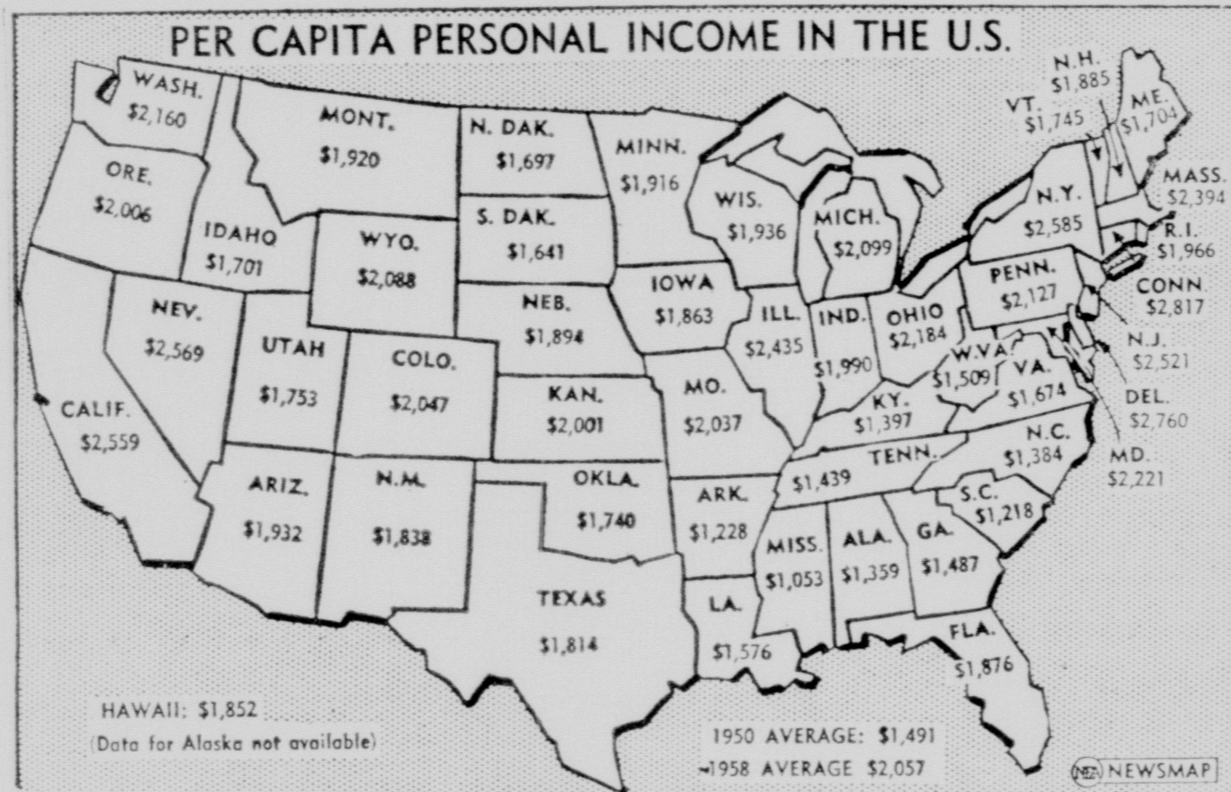 PER CAPITA PERSONAL INCOME IN THE U.S.
WASH.
$2,160
ORE.
$2,006
CALIF.
$2,559
IDAHO
$1,701
NEV.
$2,569
MONT.
$1,920
WYO.
$2,088
UTAH
$1,753
COLO.
$2,047
ARIZ.
$1,932
N.M.
$1,838
N. DAK.
$1,697
S. DAK.
$1,641
NEB.
$1,894
KAN.
$2,001
OKLA.
$1,740
TEXAS
$1,814
MINN.
$1,916
IOWA
$1,863
MO.
$2,037
ARK.
$1,228
LA.
$1,576
WIS.
$1,936
ILL.
$2,435
MICH.
$2,099
IND.
$1,990
OHIO
$2,184
KY.
$1,397
TENN.
$1,439
MISS.
$1,053
ALA.
$1,359
GA.
$1,487
FLA.
$1,876
S.C.
$1,218
N.C.
$1,384
VA.
$1,674
W.VA.
$1,509
PENN.
$2,127
N.Y.
$2,585
VT.
$1,745
N.H.
$1,885
ME.
$1,704
MASS.
$2,394
R.I.
$1,966
CONN.
$2,817
N.J.
$2,521
DEL.
$2,760
MD.
$2,221
HAWAII: $1,852
(Data for Alaska not available)
1950 AVERAGE: $1,491
1958 AVERAGE $2,057
NEA NEWSMAP